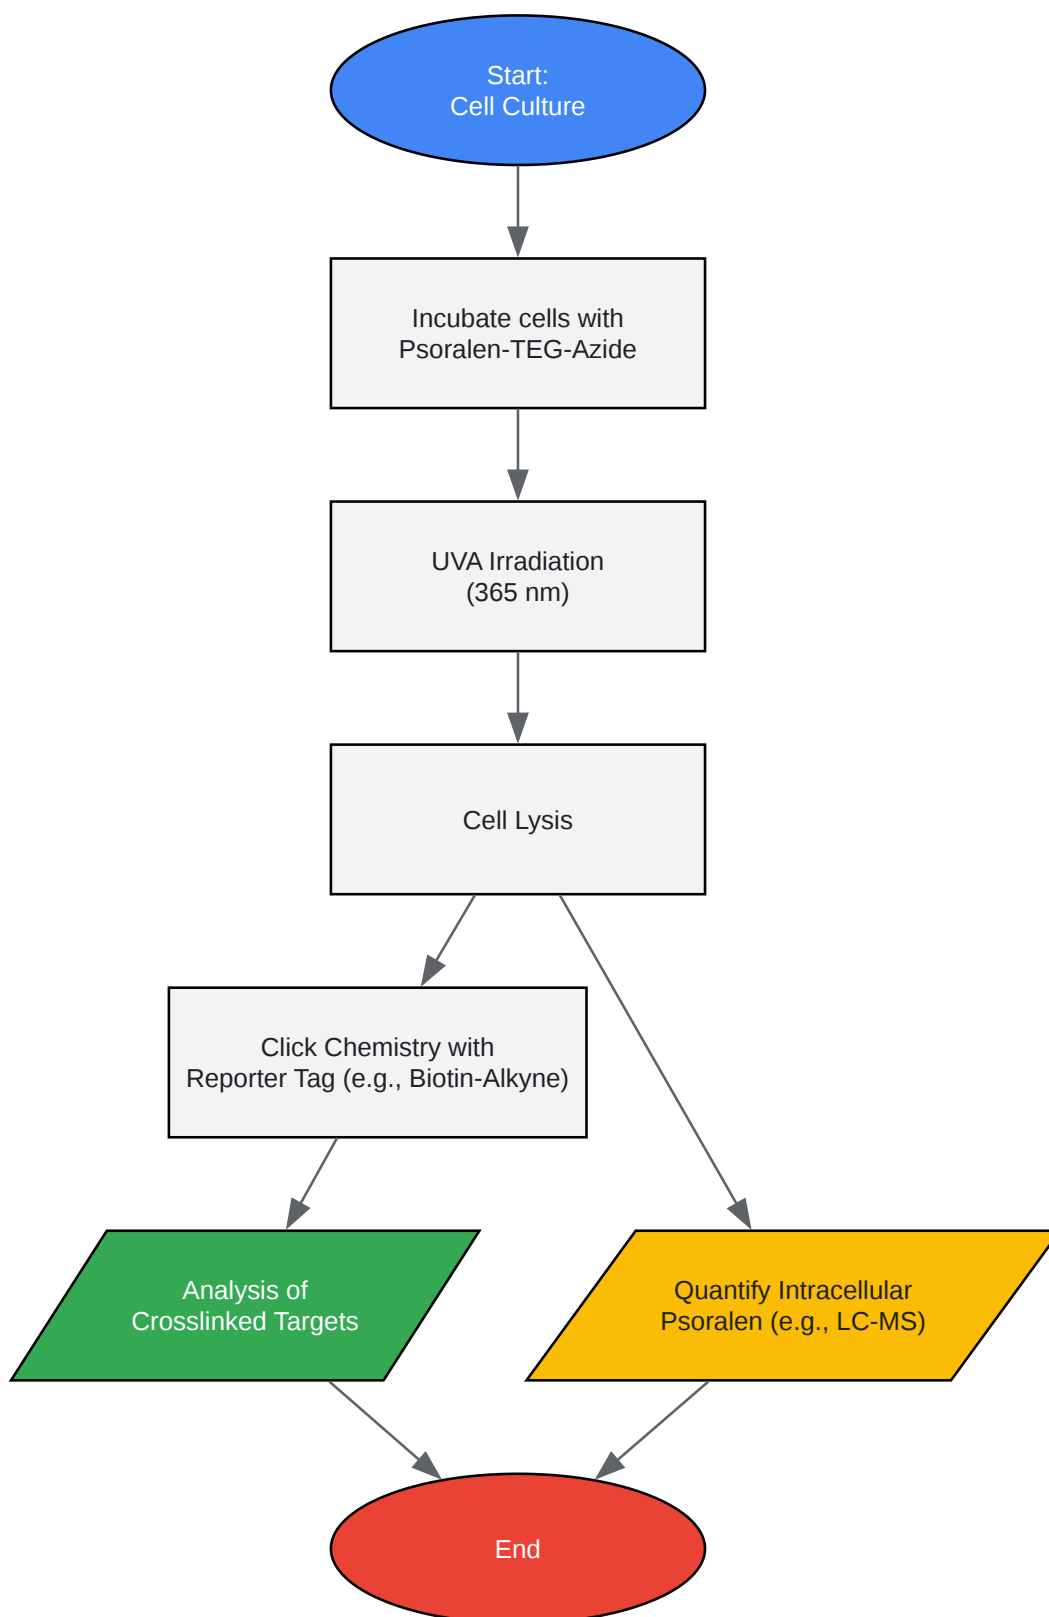 Start:
Cell Culture
Incubate cells with
Psoralen-TEG-Azide
UVA Irradiation
(365 nm)
Cell Lysis
Click Chemistry with
Reporter Tag (e.g., Biotin-Alkyne)
Analysis of
Crosslinked Targets
Quantify Intracellular
Psoralen (e.g., LC-MS)
End